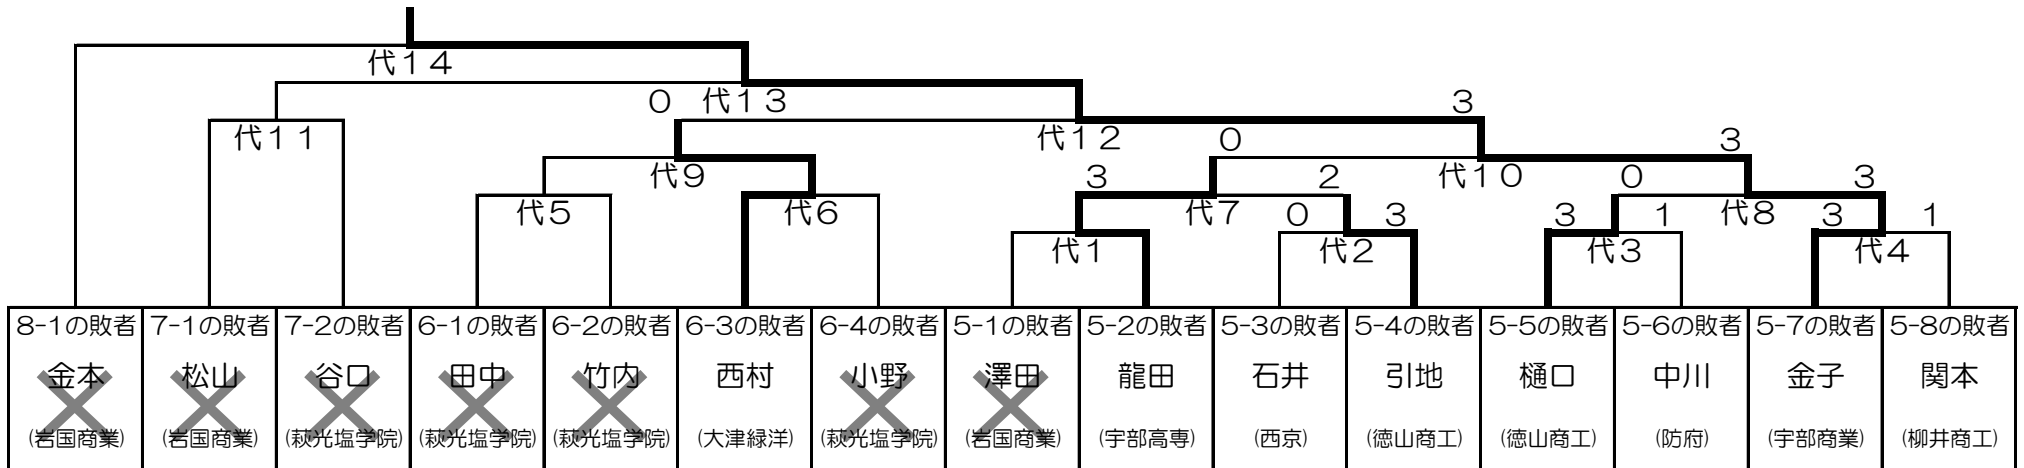 代14
0 代13 3
代11 代12 0 3
代9 3 2 代10 0 3
代5 代6 代7 0 3 3 1 代8 3 1
代1 代2 代3 代4
8-1の敗者 7-1の敗者 7-2の敗者 6-1の敗者 6-2の敗者 6-3の敗者 6-4の敗者 5-1の敗者 5-2の敗者 5-3の敗者 5-4の敗者 5-5の敗者 5-6の敗者 5-7の敗者 5-8の敗者
金本 松山 谷口 田中 竹内 西村 小野 澤田 龍田 石井 引地 樋口 中川 金子 関本
(岩国商業) (岩国商業) (萩光塩学院) (萩光塩学院) (萩光塩学院) (大津緑洋) (萩光塩学院) (岩国商業) (宇部高専) (西京) (徳山商工) (徳山商工) (防府) (宇部商業) (柳井商工)